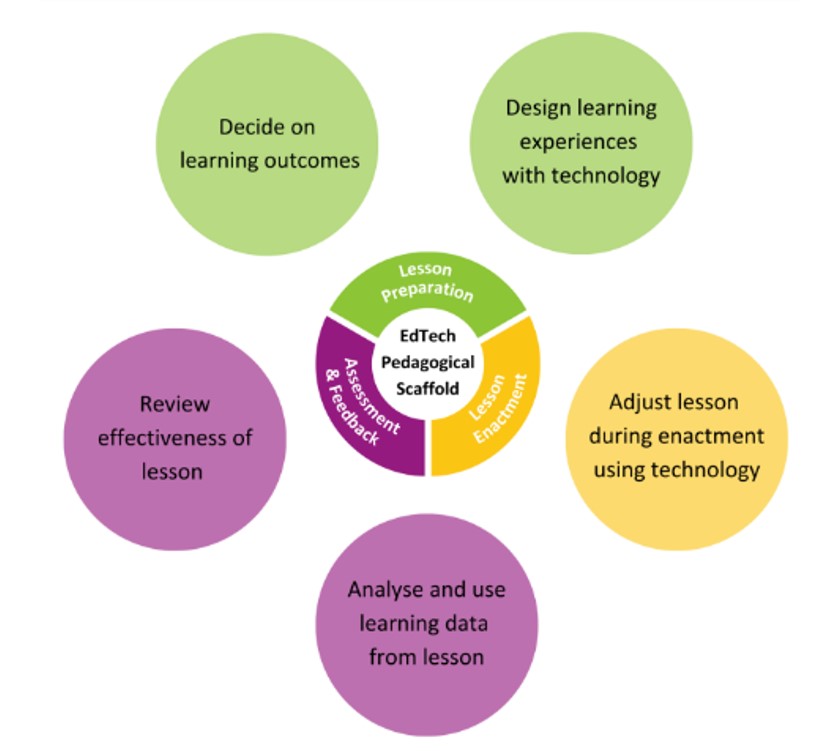 Decide on
learning outcomes
Design learning
experiences
with technology
Lesson
Preparation
EdTech
Pedagogical
Scaffold
Assessment
& Feedback
Lesson
Enactment
Review
effectiveness of
lesson
Adjust lesson
during enactment
using technology
Analyse and use
learning data
from lesson